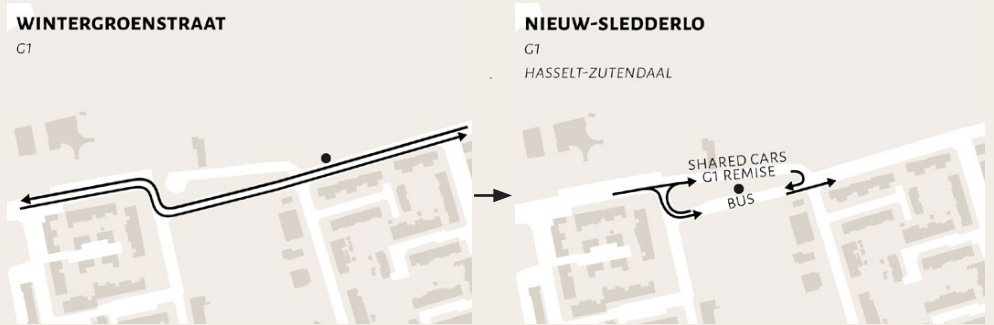 WINTERGROENSTRAAT
G1
NIEUW-SLEDDERLO
G1
HASSELT-ZUTENDAAL
SHARED CARS
G1 REMISE
BUS